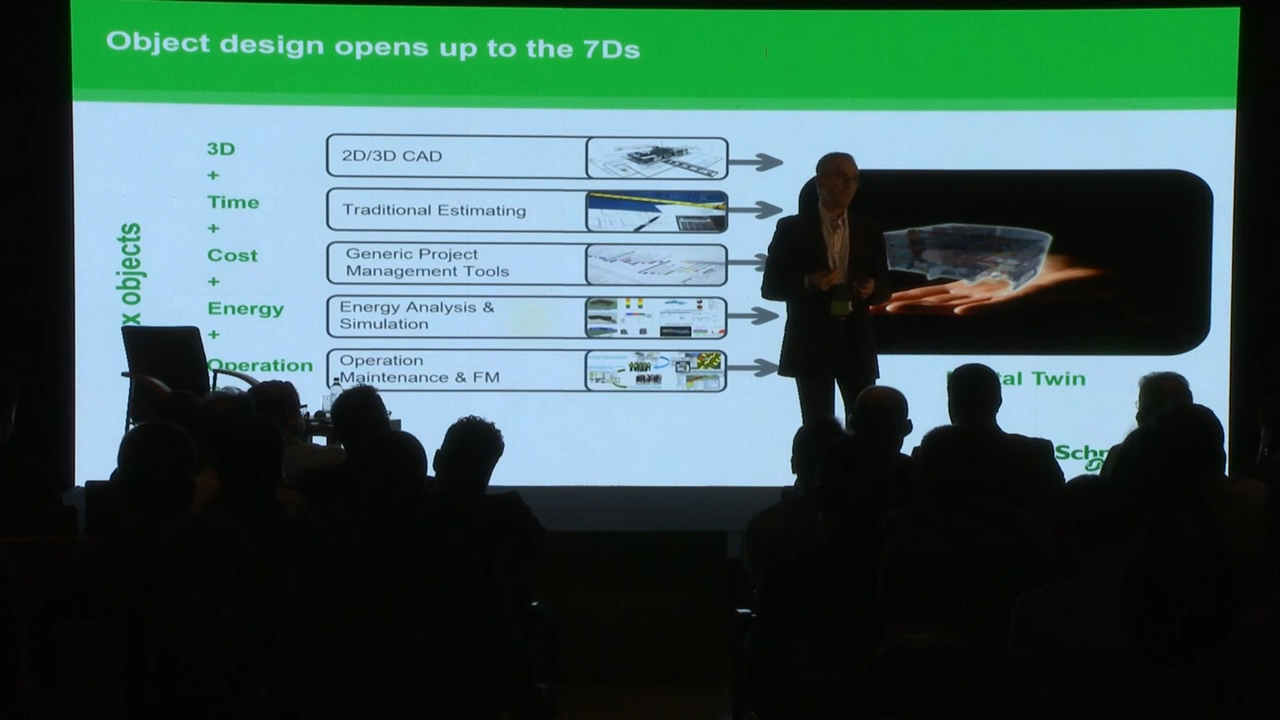 Object design opens up to the 7Ds
3D
+
Time
+
Cost
+
Energy
+
Operation
x objects
2D/3D CAD
Traditional Estimating
Generic Project
Management Tools
Energy Analysis &
Simulation
Operation
Maintenance & FM
Twin